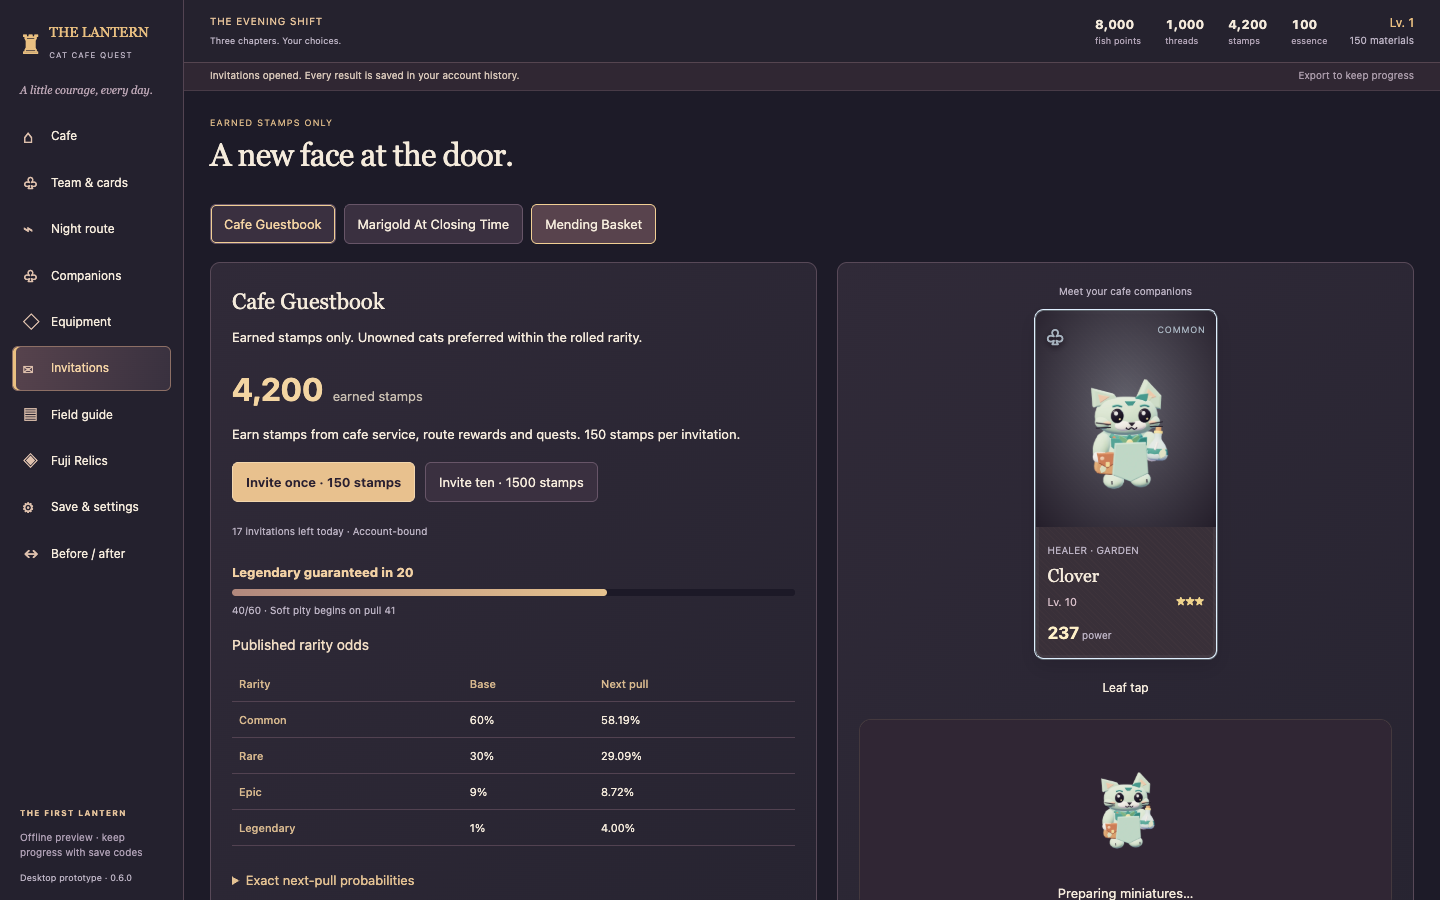 THE LANTERN
CAT CAFE QUEST
A little courage, every day.
Cafe
Team & cards
Night route
Companions
Equipment
Invitations
Field guide
Fuji Relics
Save & settings
Before / after
THE FIRST LANTERN
Offline preview · keep
progress with save codes
Desktop prototype · 0.6.0
THE EVENING SHIFT
Three chapters. Your choices.
8,000 fish points
1,000 threads
4,200 stamps
100 essence
Lv. 1
150 materials
Invitations opened. Every result is saved in your account history.
Export to keep progress
EARNED STAMPS ONLY
A new face at the door.
Cafe Guestbook
Marigold At Closing Time
Mending Basket
Cafe Guestbook
Earned stamps only. Unowned cats preferred within the rolled rarity.
4,200 earned stamps
Earn stamps from cafe service, route rewards and quests. 150 stamps per invitation.
Invite once · 150 stamps
Invite ten · 1500 stamps
17 invitations left today · Account-bound
Legendary guaranteed in 20
40/60 · Soft pity begins on pull 41
Published rarity odds
Rarity Base Next pull
Common 60% 58.19%
Rare 30% 29.09%
Epic 9% 8.72%
Legendary 1% 4.00%
Exact next-pull probabilities
Meet your cafe companions
COMMON
HEALER · GARDEN
Clover
Lv. 10
237 power
Leaf tap
Preparing miniatures...